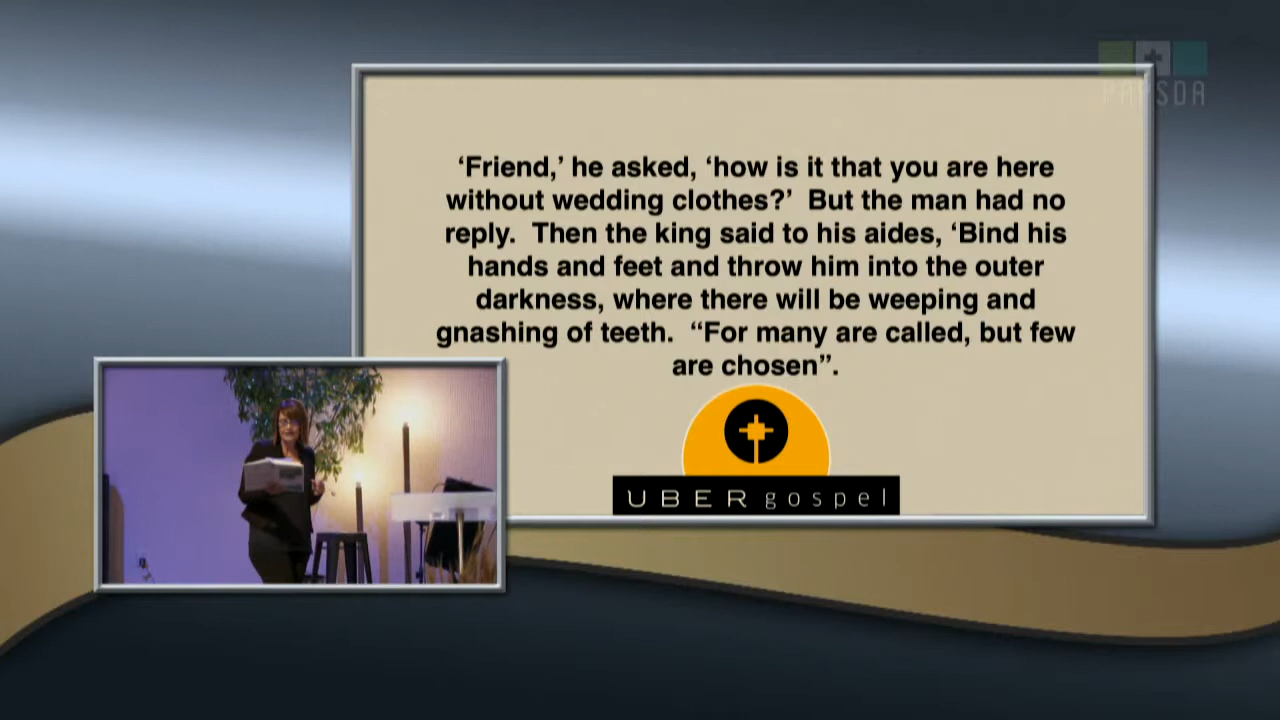 PAPSDA
‘Friend,’ he asked, ‘how is it that you are here
without wedding clothes?’  But the man had no
reply.  Then the king said to his aides, ‘Bind his
hands and feet and throw him into the outer
darkness, where there will be weeping and
gnashing of teeth.  “For many are called, but few
are chosen”.
UBER gospel